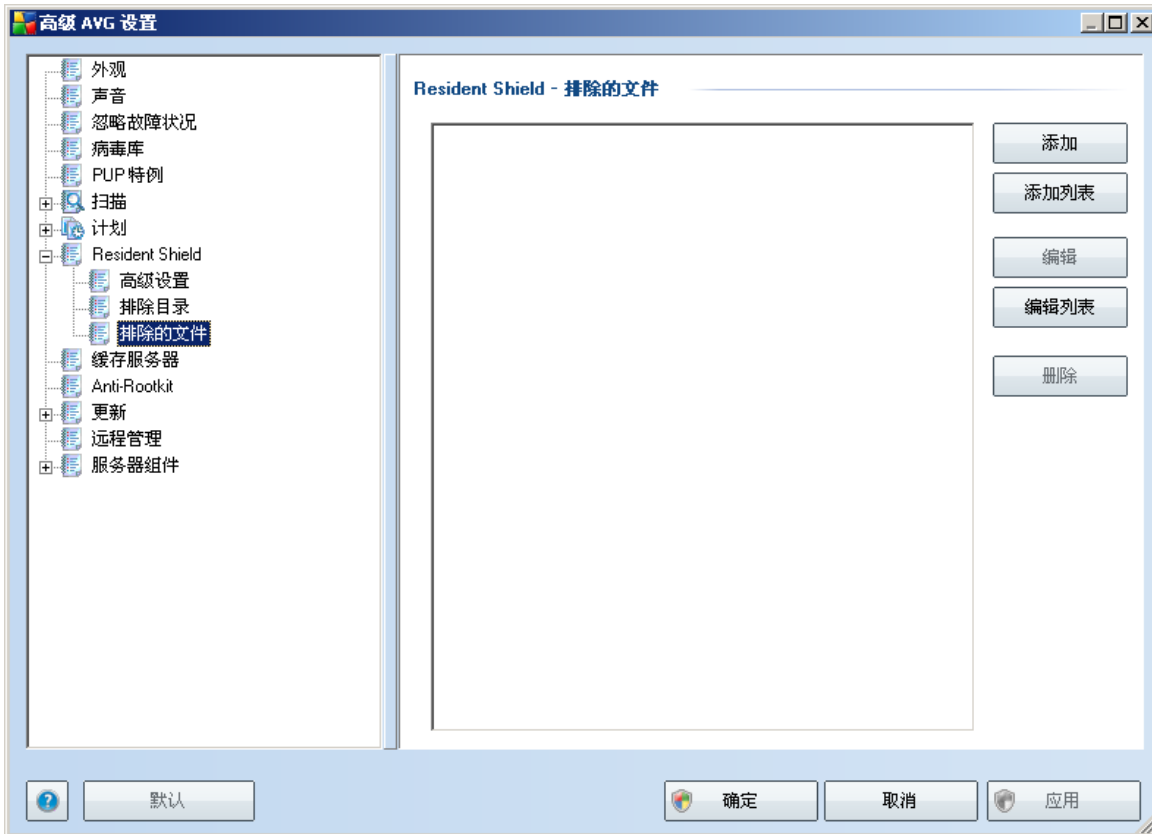 高级 AVG 设置
外观
声音
忽略故障状况
病毒库
PUP 特例
扫描
计划
Resident Shield
高级设置
排除目录
排除的文件
缓存服务器
Anti-Rootkit
更新
远程管理
服务器组件
Resident Shield - 排除的文件
添加
添加列表
编辑
编辑列表
删除
默认
确定
取消
应用